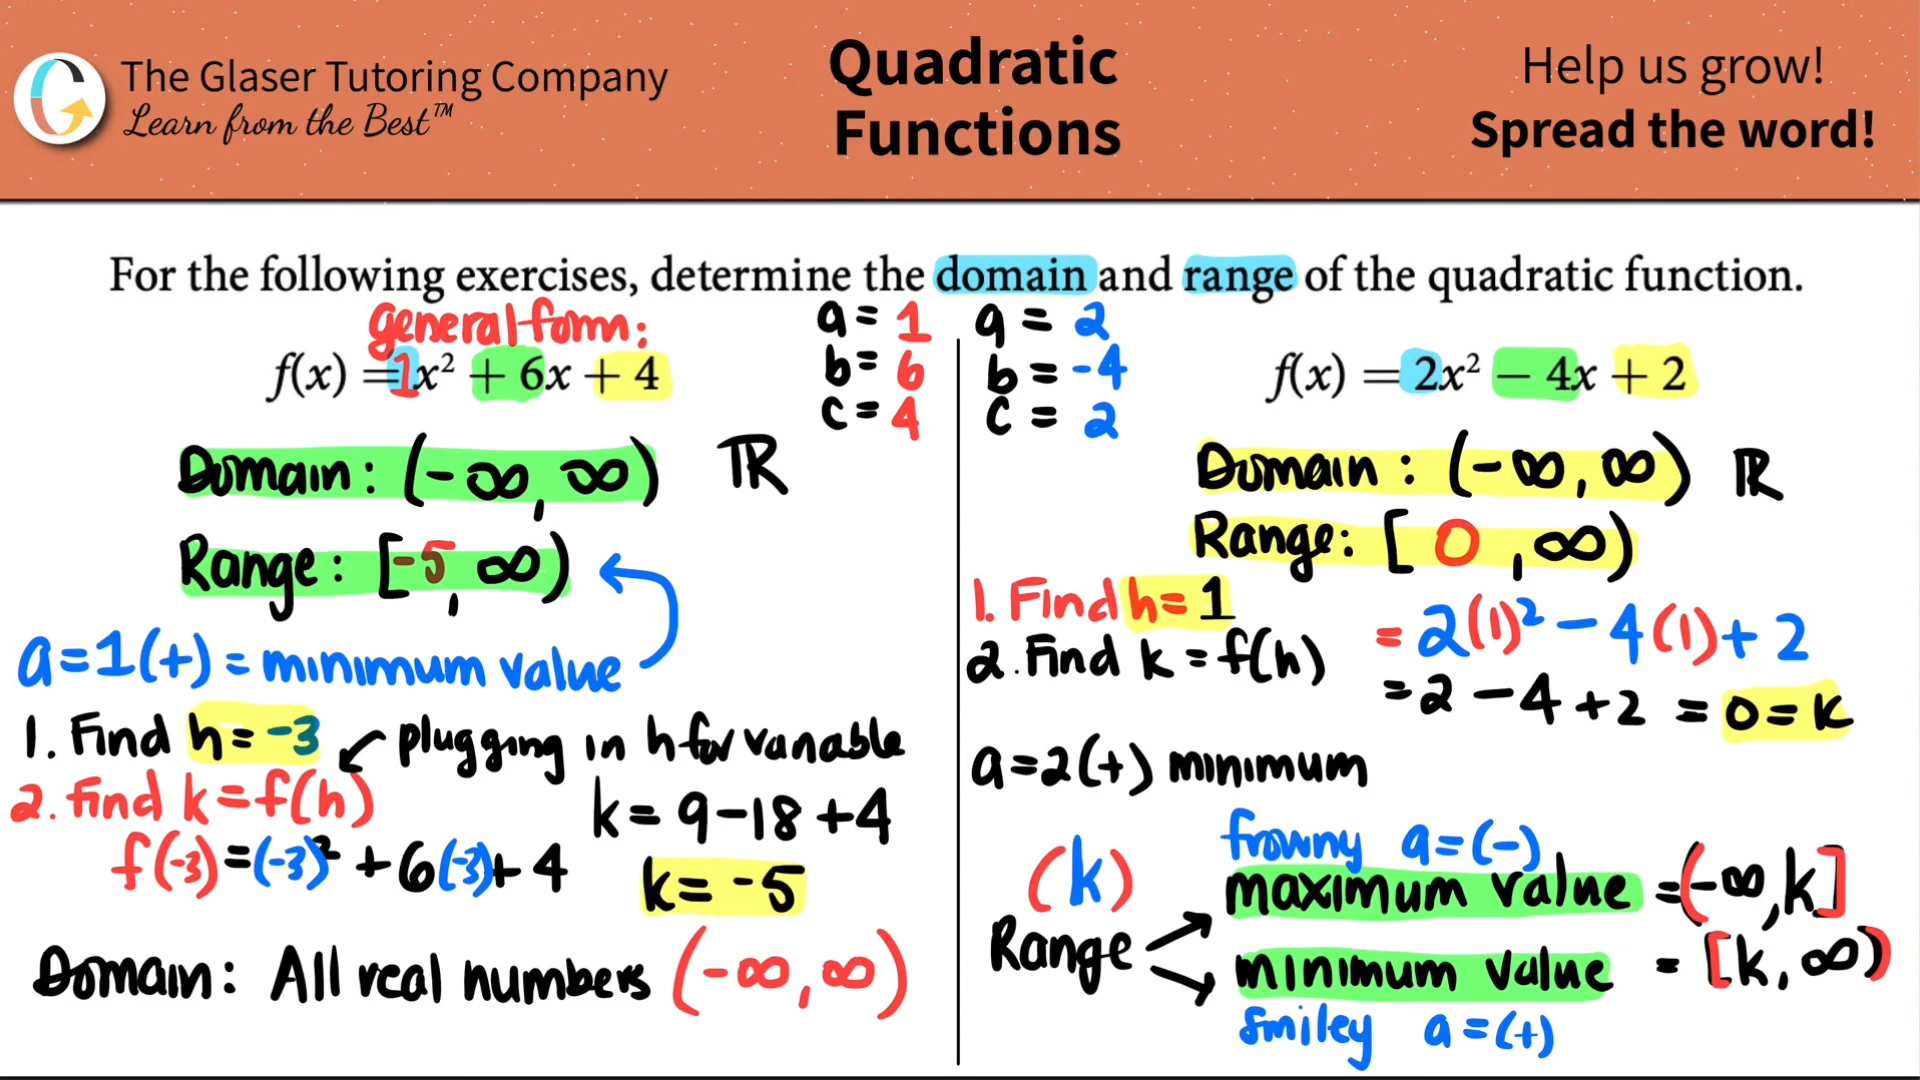 The Glaser Tutoring Company
Learn from the Best™
Quadratic
Functions
Help us grow!
Spread the word!
For the following exercises, determine the domain and range of the quadratic function.
general form:
f(x) = 1x² + 6x + 4
a = 1
b = 6
c = 4
Domain: (-∞, ∞) ℝ
Range: [-5, ∞)
a=1(+) = minimum value
1. Find h = -3
plugging in h for variable
2. Find k = f(h)
f(-3) = (-3)² + 6(-3) + 4
k = 9 - 18 + 4
k = -5
Domain: All real numbers (-∞, ∞)
a = 2
b = -4
c = 2
f(x) = 2x² − 4x + 2
Domain: (-∞, ∞) ℝ
Range: [0, ∞)
1. Find h = 1
2. Find k = f(h)
= 2(1)² − 4(1) + 2
= 2 − 4 + 2 = 0 = k
a = 2(+) minimum
(k)
Range
frowny a = (-)
maximum value = (-∞, k]
minimum value = [k, ∞)
smiley a = (+)